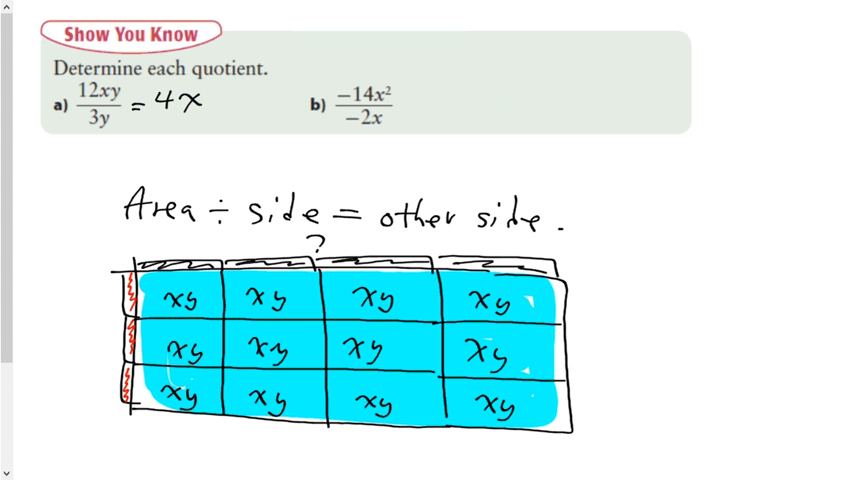 Show You Know
Determine each quotient.
a) 12xy / 3y = 4x
b) -14x² / -2x
Area ÷ side = other side.
?
xy xy xy xy
xy xy xy xy
xy xy xy xy